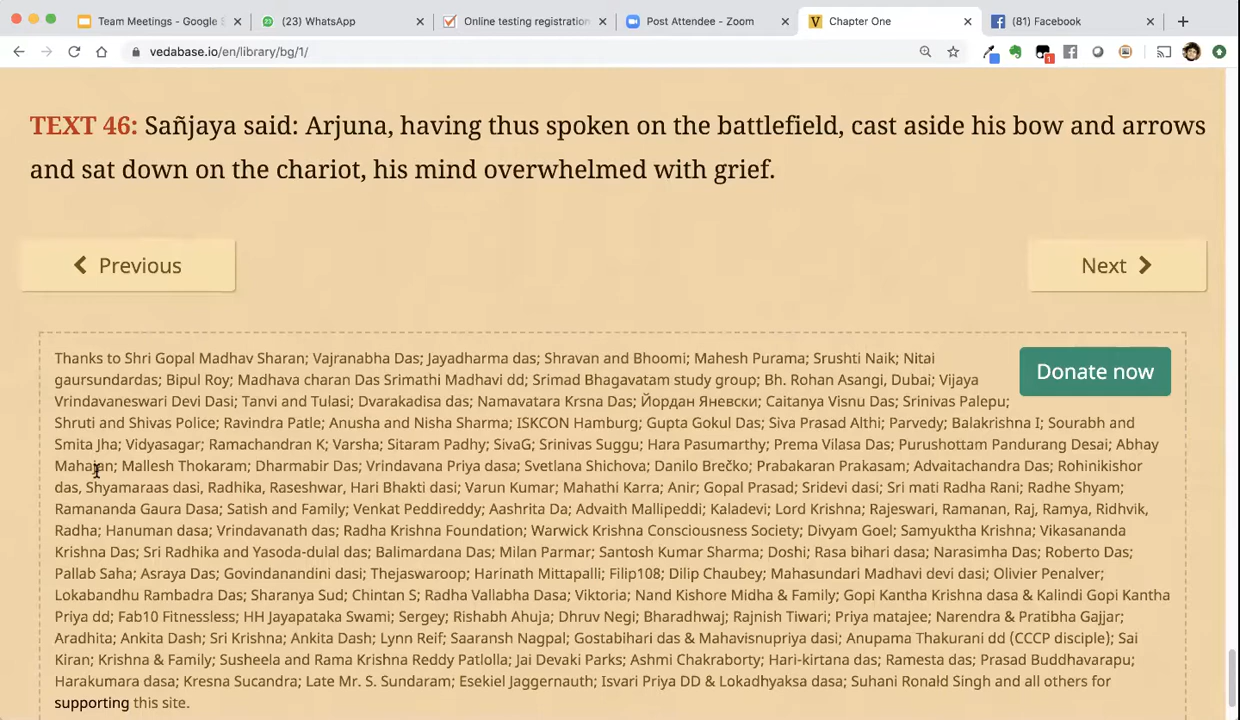 Team Meetings - Google S
(23) WhatsApp
Online testing registration
Post Attendee - Zoom
Chapter One
(81) Facebook
vedabase.io/en/library/bg/1/
TEXT 46: Sañjaya said: Arjuna, having thus spoken on the battlefield, cast aside his bow and arrows
and sat down on the chariot, his mind overwhelmed with grief.
Previous
Next
Thanks to Shri Gopal Madhav Sharan; Vajranabha Das; Jayadharma das; Shravan and Bhoomi; Mahesh Purama; Srushti Naik; Nitai
gaursundardas; Bipul Roy; Madhava charan Das Srimathi Madhavi dd; Srimad Bhagavatam study group; Bh. Rohan Asangi, Dubai; Vijaya
Donate now
Vrindavaneswari Devi Dasi; Tanvi and Tulasi; Dvarakadisa das; Namavatara Krsna Das; Йордан Яневски; Caitanya Visnu Das; Srinivas Palepu;
Shruti and Shivas Police; Ravindra Patle; Anusha and Nisha Sharma; ISKCON Hamburg; Gupta Gokul Das; Siva Prasad Althi; Parvedy; Balakrishna I; Sourabh and
Smita Jha; Vidyasagar; Ramachandran K; Varsha; Sitaram Padhy; SivaG; Srinivas Suggu; Hara Pasumarthy; Prema Vilasa Das; Purushottam Pandurang Desai; Abhay
Mahajan; Mallesh Thokaram; Dharmabir Das; Vrindavana Priya dasa; Svetlana Shichova; Danilo Brečko; Prabakaran Prakasam; Advaitachandra Das; Rohinikishor
das, Shyamaraas dasi, Radhika, Raseshwar, Hari Bhakti dasi; Varun Kumar; Mahathi Karra; Anir; Gopal Prasad; Sridevi dasi; Sri mati Radha Rani; Radhe Shyam;
Ramananda Gaura Dasa; Satish and Family; Venkat Peddireddy; Aashrita Da; Advaith Mallipeddi; Kaladevi; Lord Krishna; Rajeswari, Ramanan, Raj, Ramya, Ridhvik,
Radha; Hanuman dasa; Vrindavanath das; Radha Krishna Foundation; Warwick Krishna Consciousness Society; Divyam Goel; Samyuktha Krishna; Vikasananda
Krishna Das; Sri Radhika and Yasoda-dulal das; Balimardana Das; Milan Parmar; Santosh Kumar Sharma; Doshi; Rasa bihari dasa; Narasimha Das; Roberto Das;
Pallab Saha; Asraya Das; Govindanandini dasi; Thejaswaroop; Harinath Mittapalli; Filip108; Dilip Chaubey; Mahasundari Madhavi devi dasi; Olivier Penalver;
Lokabandhu Rambadra Das; Sharanya Sud; Chintan S; Radha Vallabha Dasa; Viktoria; Nand Kishore Midha & Family; Gopi Kantha Krishna dasa & Kalindi Gopi Kantha
Priya dd; Fab10 Fitnessless; HH Jayapataka Swami; Sergey; Rishabh Ahuja; Dhruv Negi; Bharadhwaj; Rajnish Tiwari; Priya matajee; Narendra & Pratibha Gajjar;
Aradhita; Ankita Dash; Sri Krishna; Ankita Dash; Lynn Reif; Saaransh Nagpal; Gostabihari das & Mahavisnupriya dasi; Anupama Thakurani dd (CCCP disciple); Sai
Kiran; Krishna & Family; Susheela and Rama Krishna Reddy Patlolla; Jai Devaki Parks; Ashmi Chakraborty; Hari-kirtana das; Ramesta das; Prasad Buddhavarapu;
Harakumara dasa; Kresna Sucandra; Late Mr. S. Sundaram; Esekiel Jaggernauth; Isvari Priya DD & Lokadhyaksa dasa; Suhani Ronald Singh and all others for
supporting this site.